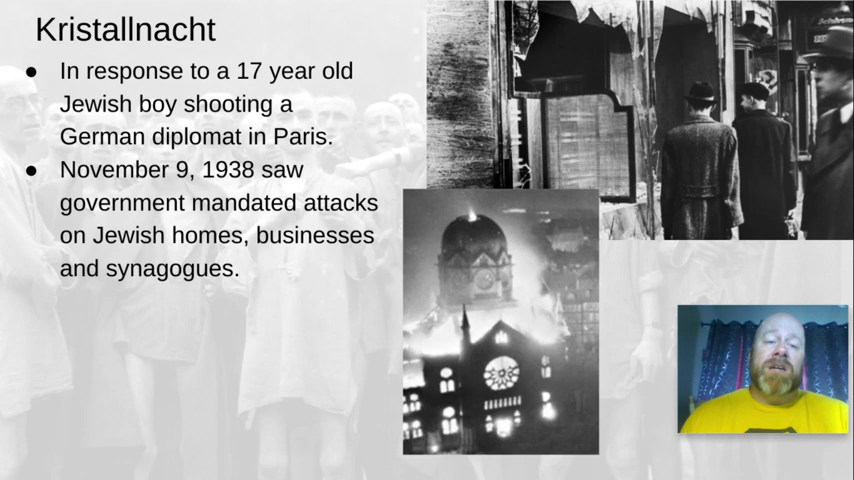 Kristallnacht
● In response to a 17 year old
Jewish boy shooting a
German diplomat in Paris.
● November 9, 1938 saw
government mandated attacks
on Jewish homes, businesses
and synagogues.